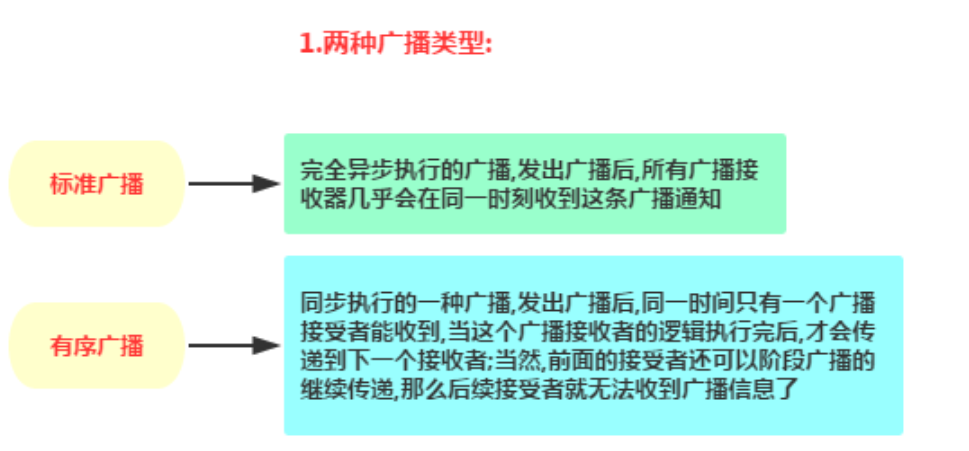 1.两种广播类型:
标准广播
完全异步执行的广播,发出广播后,所有广播接
收器几乎会在同一时刻收到这条广播通知
有序广播
同步执行的一种广播,发出广播后,同一时间只有一个广播
接受者能收到,当这个广播接收者的逻辑执行完后,才会传
递到下一个接收者;当然,前面的接受者还可以阶段广播的
继续传递,那么后续接受者就无法收到广播信息了